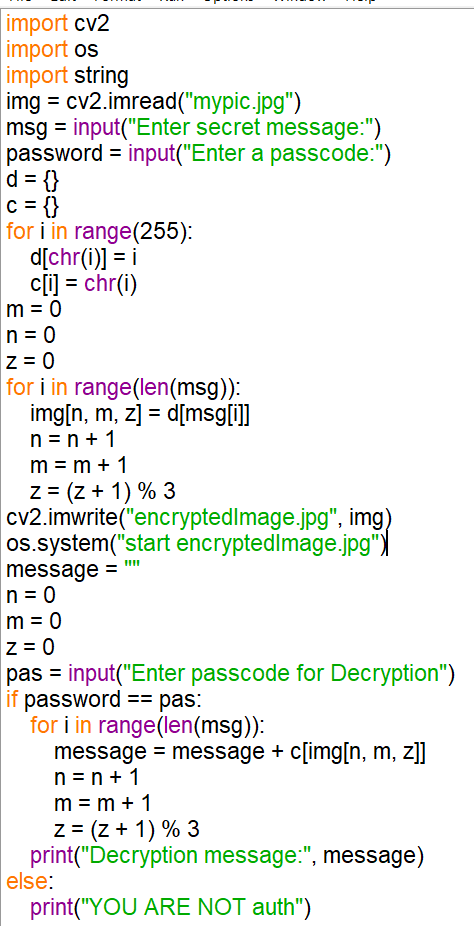 import cv2
import os
import string
img = cv2.imread("mypic.jpg")
msg = input("Enter secret message:")
password = input("Enter a passcode:")
d = {}
c = {}
for i in range(255):
    d[chr(i)] = i
    c[i] = chr(i)
m = 0
n = 0
z = 0
for i in range(len(msg)):
    img[n, m, z] = d[msg[i]]
    n = n + 1
    m = m + 1
    z = (z + 1) % 3
cv2.imwrite("encryptedImage.jpg", img)
os.system("start encryptedImage.jpg")
message = ""
n = 0
m = 0
z = 0
pas = input("Enter passcode for Decryption")
if password == pas:
    for i in range(len(msg)):
        message = message + c[img[n, m, z]]
        n = n + 1
        m = m + 1
        z = (z + 1) % 3
    print("Decryption message:", message)
else:
    print("YOU ARE NOT auth")